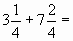 3 1/4 + 7 2/4 =